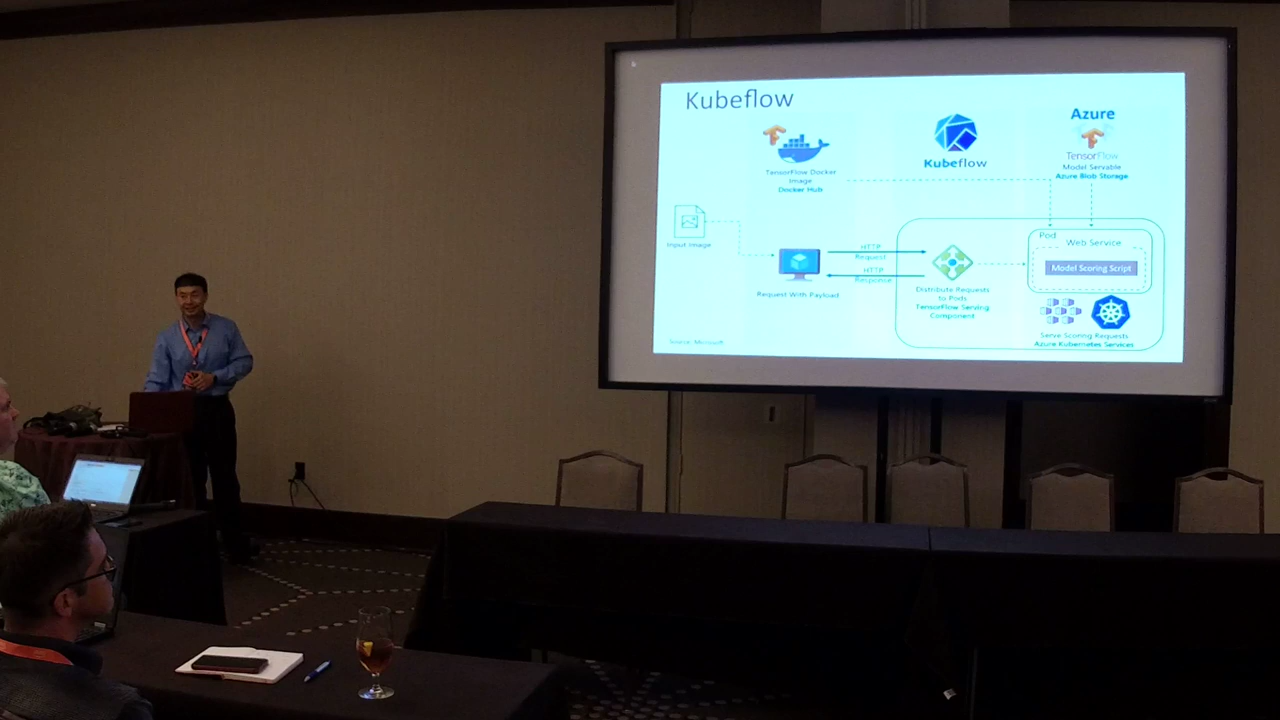 Kubeflow
TensorFlow Docker
Image
Docker Hub
Kubeflow
Azure
TensorFlow
Model Servable
Azure Blob Storage
Input Image
Request With Payload
HTTP
Request
HTTP
Response
Distribute Requests
to Pods
TensorFlow Serving
Component
Pod
Web Service
Model Scoring Script
Serve Scoring Requests
Azure Kubernetes Services
Source: Microsoft